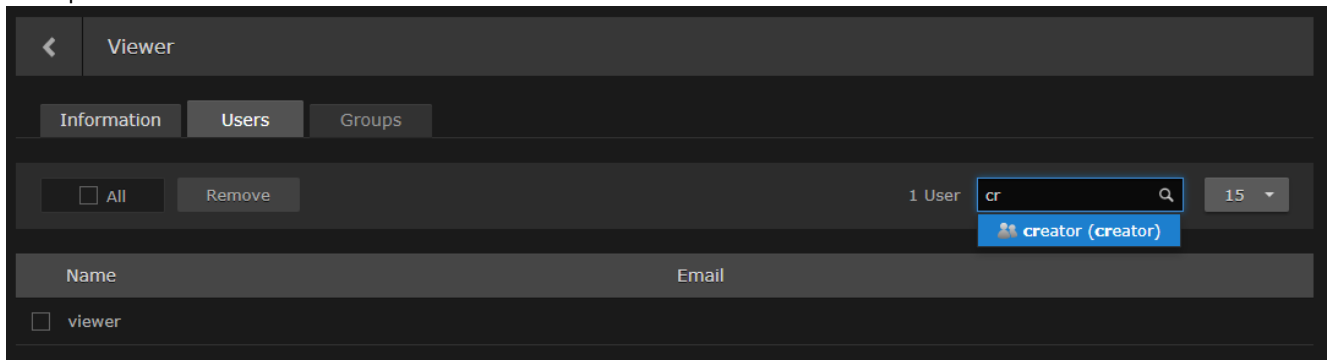 Viewer
Information Users Groups
All Remove 1 User cr 15
creator (creator)
Name Email
viewer